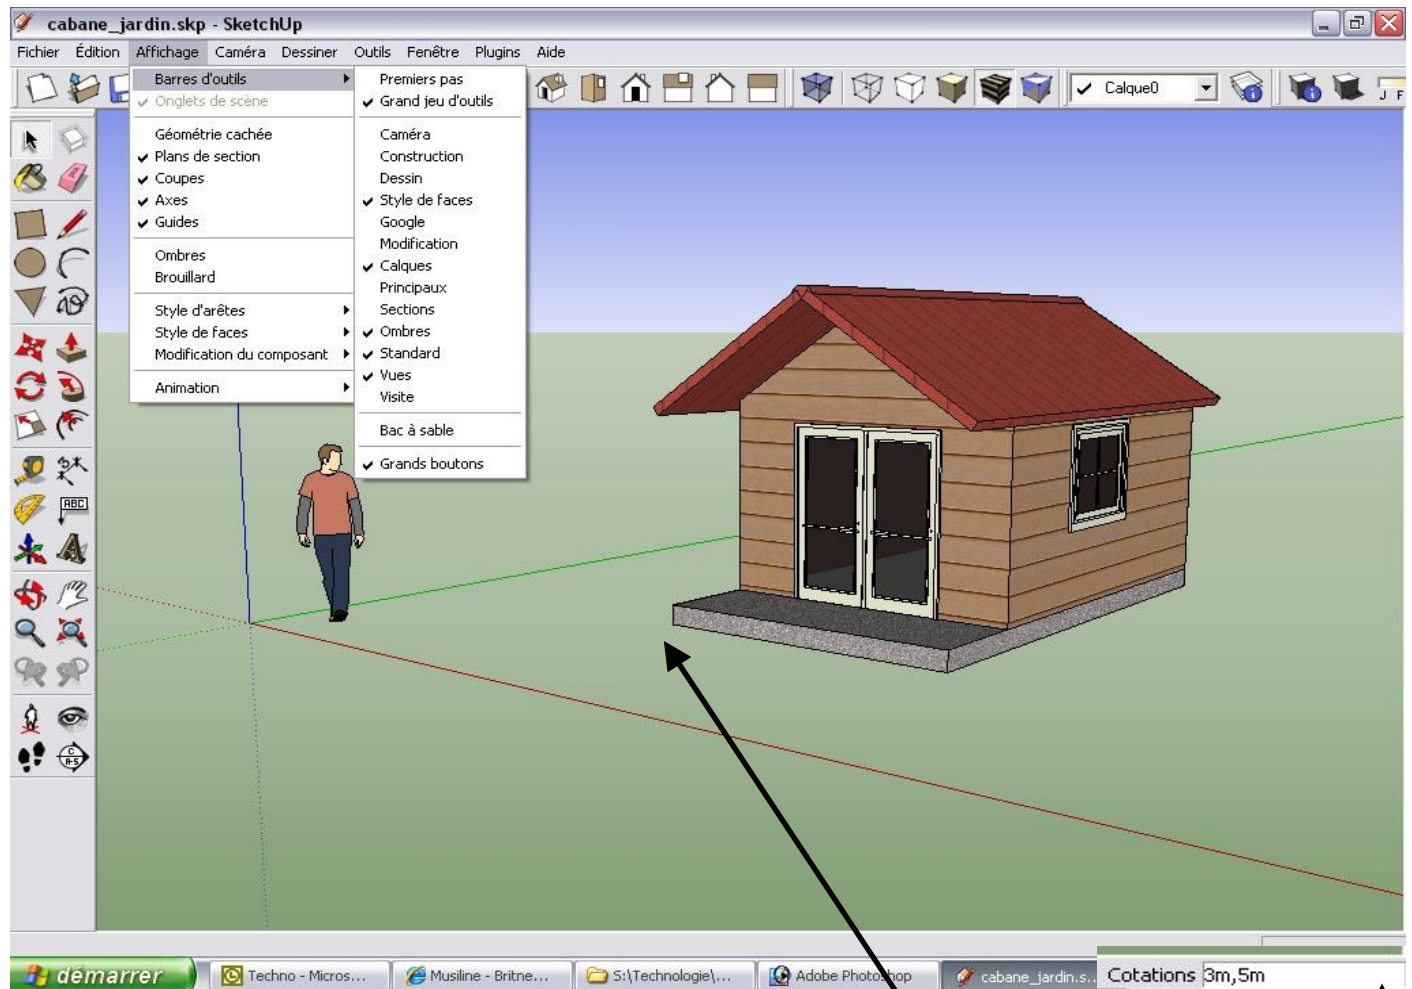 cabane_jardin.skp - SketchUp
Fichier Édition Affichage Caméra Dessiner Outils Fenêtre Plugins Aide
Barres d'outils
Onglets de scène
Géométrie cachée
Plans de section
Coupes
Axes
Guides
Ombres
Brouillard
Style d'arêtes
Style de faces
Modification du composant
Animation
Premiers pas
Grand jeu d'outils
Caméra
Construction
Dessin
Style de faces
Google
Modification
Calques
Principaux
Sections
Ombres
Standard
Vues
Visite
Bac à sable
Grands boutons
Calque0
J F
ABC
A
C
A-5
démarrer
Techno - Micros...
Musiline - Britne...
S:\Technologie\...
Adobe Photoshop
cabane_jardin.s...
Cotations 3m,5m